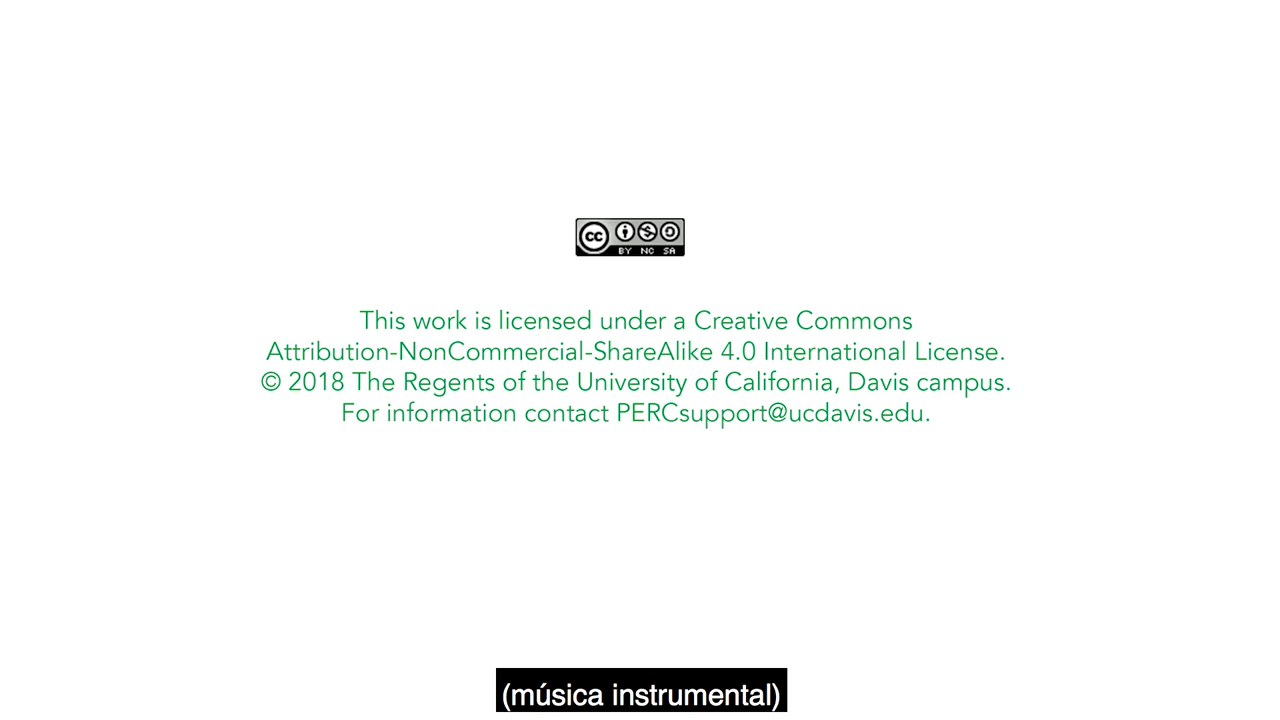 cc
BY NC SA
This work is licensed under a Creative Commons
Attribution-NonCommercial-ShareAlike 4.0 International License.
© 2018 The Regents of the University of California, Davis campus.
For information contact PERCsupport@ucdavis.edu.
(música instrumental)